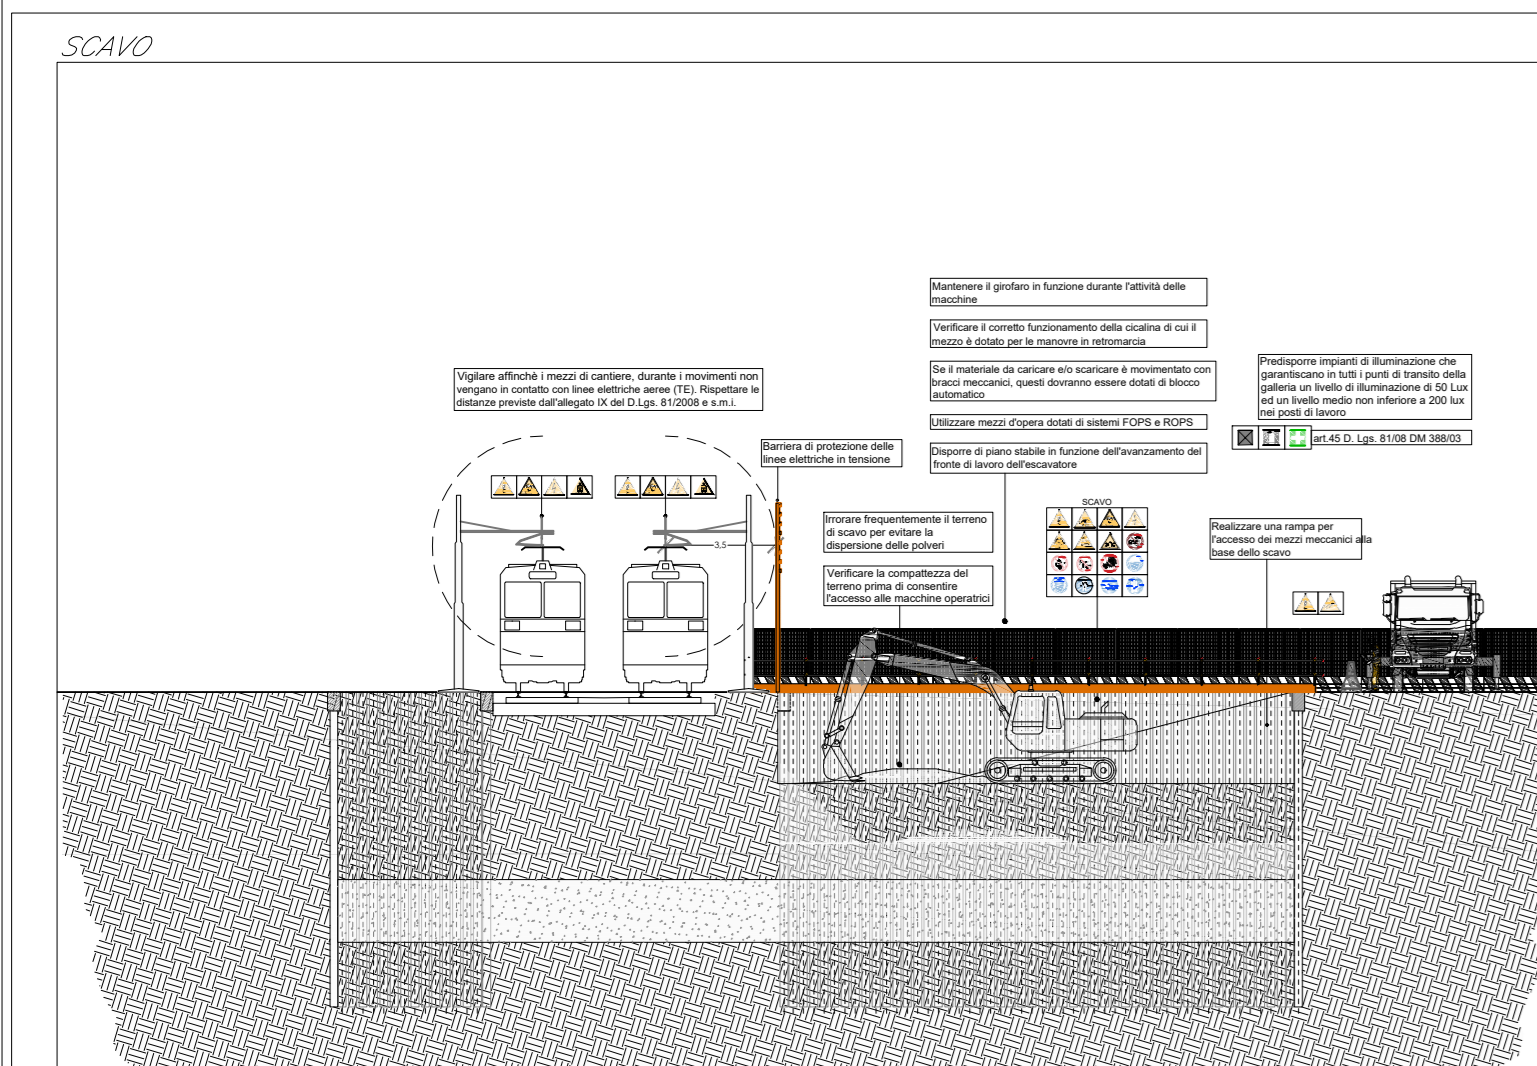 SCAVO
Mantenere il girofaro in funzione durante l'attività delle
macchine
Verificare il corretto funzionamento della cicalina di cui il
mezzo è dotato per le manovre in retromarcia
Se il materiale da caricare e/o scaricare è movimentato con
bracci meccanici, questi dovranno essere dotati di blocco
automatico
Utilizzare mezzi d'opera dotati di sistemi FOPS e ROPS
Disporre di piano stabile in funzione dell'avanzamento del
fronte di lavoro dell'escavatore
Predisporre impianti di illuminazione che
garantiscano in tutti i punti di transito della
galleria un livello di illuminazione di 50 Lux
ed un livello medio non inferiore a 200 lux
nei posti di lavoro
art.45 D. Lgs. 81/08 DM 388/03
Vigilare affinchè i mezzi di cantiere, durante i movimenti non
vengano in contatto con linee elettriche aeree (TE). Rispettare le
distanze previste dall'allegato IX del D.Lgs. 81/2008 e s.m.i.
Barriera di protezione delle
linee elettriche in tensione
3,5
Irrorare frequentemente il terreno
di scavo per evitare la
dispersione delle polveri
Verificare la compattezza del
terreno prima di consentire
l'accesso alle macchine operatrici
SCAVO
Realizzare una rampa per
l'accesso dei mezzi meccanici alla
base dello scavo